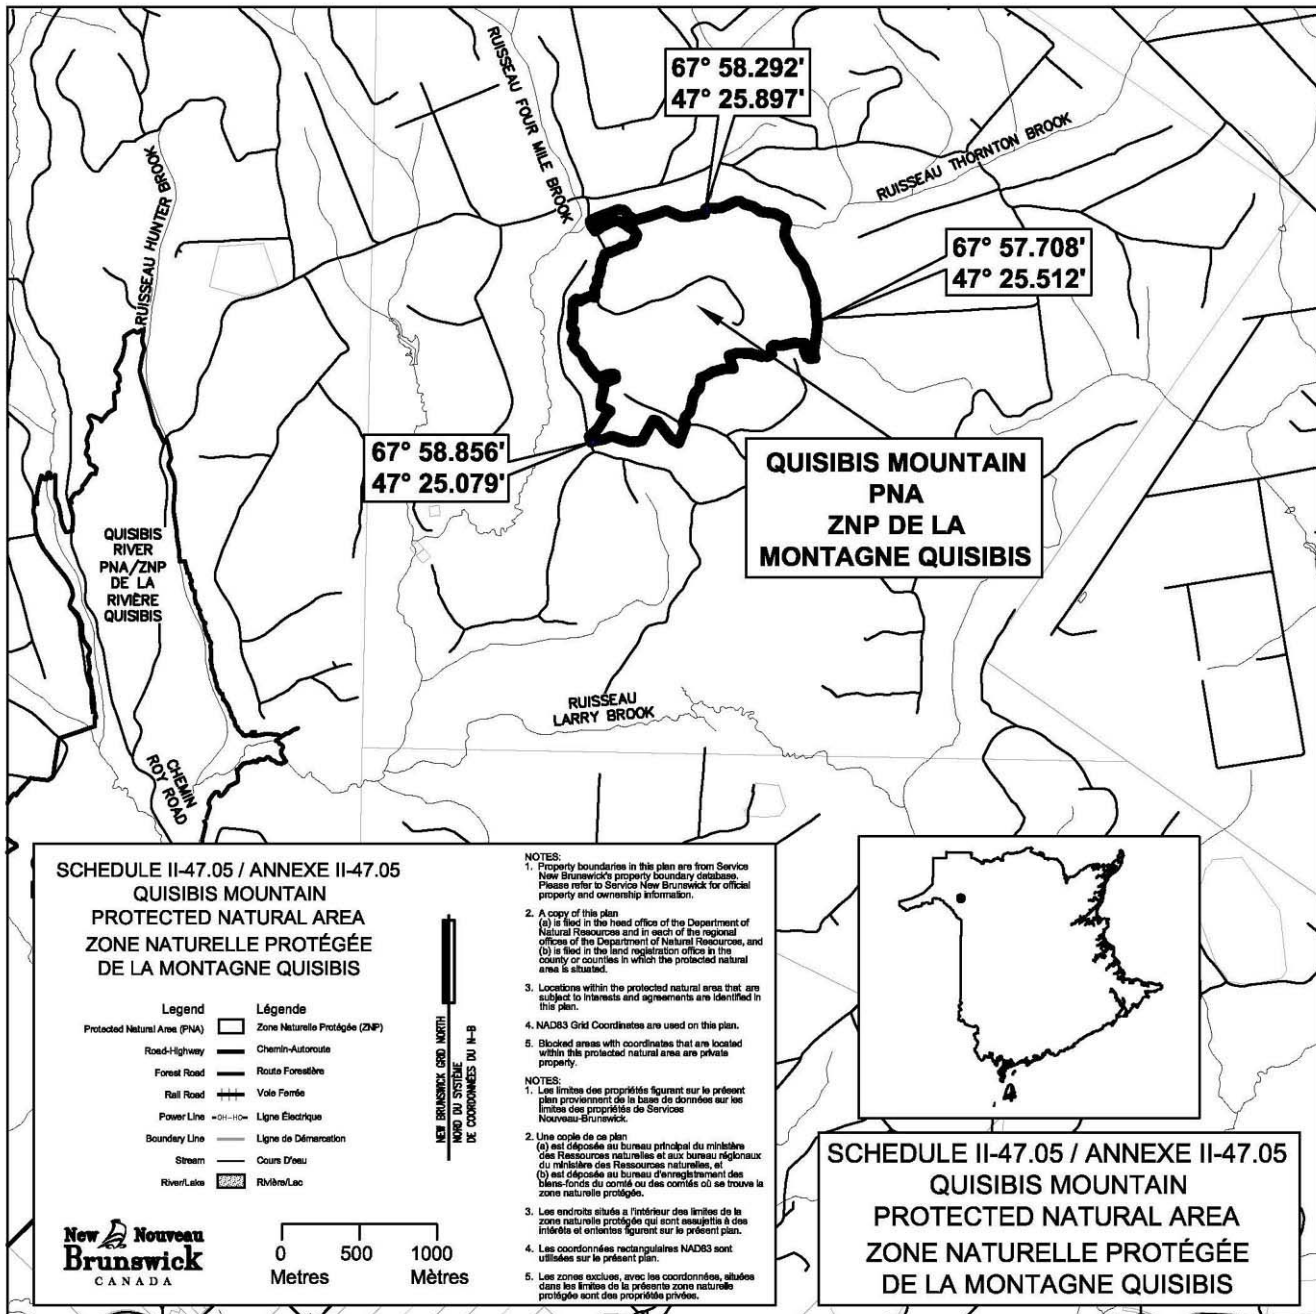 67° 58.292'
47° 25.897'
RUISSEAU FOUR MILE BROOK
RUISSEAU THORNTON BROOK
RUISSEAU HUNTER BROOK
67° 57.708'
47° 25.512'
67° 58.856'
47° 25.079'
QUISIBIS MOUNTAIN
PNA
ZNP DE LA
MONTAGNE QUISIBIS
QUISIBIS
RIVER
PNA/ZNP
DE LA
RIVIÈRE
QUISIBIS
RUISSEAU
LARRY BROOK
CHEMIN
ROY ROAD
SCHEDULE II-47.05 / ANNEXE II-47.05
QUISIBIS MOUNTAIN
PROTECTED NATURAL AREA
ZONE NATURELLE PROTÉGÉE
DE LA MONTAGNE QUISIBIS
Legend Légende
Protected Natural Area (PNA) Zone Naturelle Protégée (ZNP)
Road-Highway Chemin-Autoroute
Forest Road Route Forestière
Rail Road Voie Ferrée
Power Line -OH-HO- Ligne Électrique
Boundary Line Ligne de Démarcation
Stream Cours D'eau
River/Lake Rivière/Lac
NEW BRUNSWICK GRID NORTH
NORD DU SYSTÈME
DE COORDONNÉES DU N-B
New Nouveau
Brunswick
CANADA
0 500 1000
Metres Mètres
NOTES:
1. Property boundaries in this plan are from Service
New Brunswick's property boundary database.
Please refer to Service New Brunswick for official
property and ownership information.
2. A copy of this plan
(a) is filed in the head office of the Department of
Natural Resources and in each of the regional
offices of the Department of Natural Resources, and
(b) is filed in the land registration office in the
county or counties in which the protected natural
area is situated.
3. Locations within the protected natural area that are
subject to interests and agreements are identified in
this plan.
4. NAD83 Grid Coordinates are used on this plan.
5. Blocked areas with coordinates that are located
within this protected natural area are private
property.
NOTES:
1. Les limites des propriétés figurant sur le présent
plan proviennent de la base de données sur les
limites des propriétés de Services
Nouveau-Brunswick.
2. Une copie de ce plan
(a) est déposée au bureau principal du ministère
des Ressources naturelles et aux bureau régionaux
du ministère des Ressources naturelles, et
(b) est déposée au bureau d'enregistrement des
biens-fonds du comté ou des comtés où se trouve la
zone naturelle protégée.
3. Les endroits situés a l'intérieur des limites de la
zone naturelle protégée qui sont assujettis à des
intérêts et ententes figurent sur le présent plan.
4. Les coordonnées rectangulaires NAD83 sont
utilisées sur le présent plan.
5. Les zones exclues, avec les coordonnées, situées
dans les limites de la présente zone naturelle
protégée sont des propriétés privées.
SCHEDULE II-47.05 / ANNEXE II-47.05
QUISIBIS MOUNTAIN
PROTECTED NATURAL AREA
ZONE NATURELLE PROTÉGÉE
DE LA MONTAGNE QUISIBIS